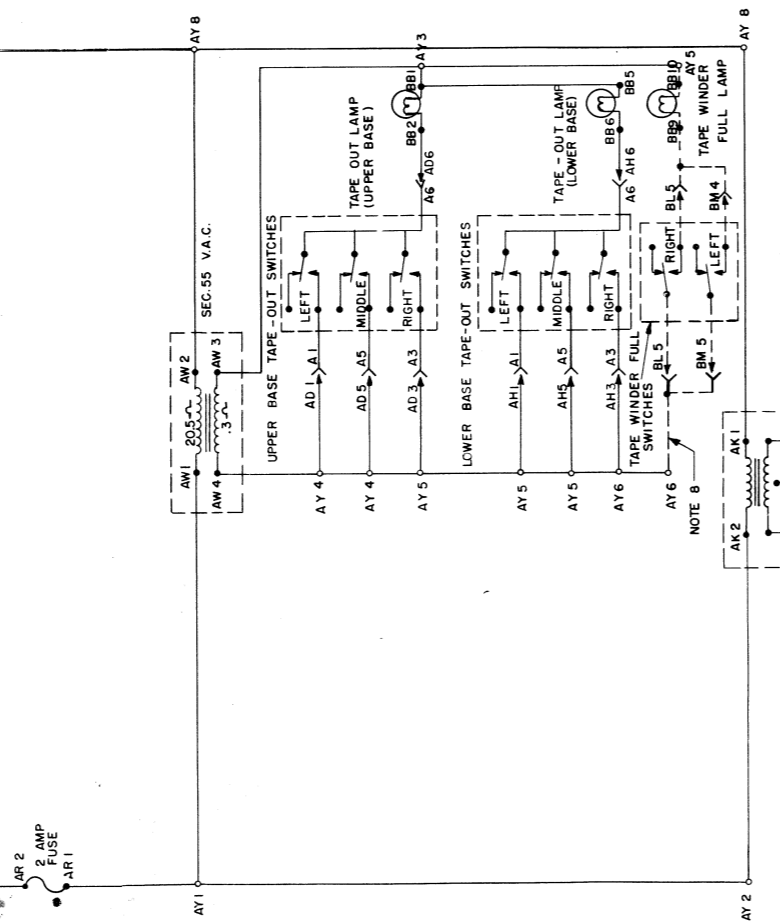 AY 8
AY 8
AW 2
AW 3
SEC. 55 V.A.C.
20.5
.3
AW 1
AW 4
AY 3
BB1
BB2
TAPE OUT LAMP
(UPPER BASE)
A6
AD6
UPPER BASE TAPE-OUT SWITCHES
LEFT
MIDDLE
RIGHT
AD 1
A1
AD 5
A5
AD 3
A3
AY 4
AY 4
AY 5
BB5
BB6
TAPE - OUT LAMP
(LOWER BASE)
A6
AH6
LOWER BASE TAPE-OUT SWITCHES
LEFT
MIDDLE
RIGHT
AH1
A1
AH5
A5
AH3
A3
AY 5
AY 5
AY 6
BB10
AY 5
BB9
TAPE WINDER
FULL LAMP
BL 5
BM 4
RIGHT
LEFT
TAPE WINDER FULL
SWITCHES
BL 5
BM 5
AY 6
NOTE 8
AK 1
AK 2
AR 2
2 AMP
FUSE
AR 1
AY 1
AY 2